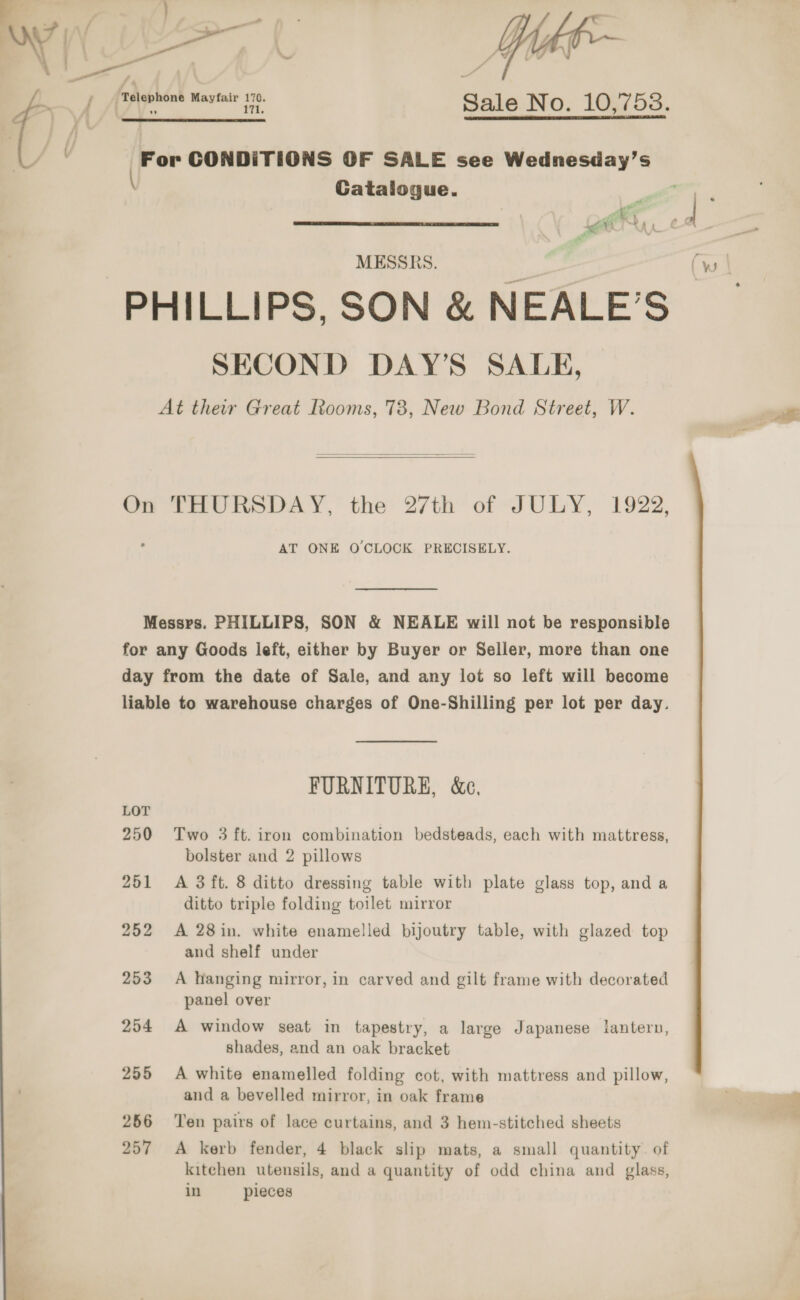 Telephone Mayfair 170.
" 171.
Sale No. 10,753.
For CONDITIONS OF SALE see Wednesday's
Catalogue.
MESSRS.
PHILLIPS, SON & NEALE'S
SECOND DAY'S SALE,
At their Great Rooms, 73, New Bond Street, W.
On THURSDAY, the 27th of JULY, 1922,
AT ONE O'CLOCK PRECISELY.
Messrs. PHILLIPS, SON & NEALE will not be responsible
for any Goods left, either by Buyer or Seller, more than one
day from the date of Sale, and any lot so left will become
liable to warehouse charges of One-Shilling per lot per day.
FURNITURE, &c.
LOT
250 Two 3 ft. iron combination bedsteads, each with mattress,
bolster and 2 pillows
251 A 3 ft. 8 ditto dressing table with plate glass top, and a
ditto triple folding toilet mirror
252 A 28 in. white enamelled bijoutry table, with glazed top
and shelf under
253 A hanging mirror, in carved and gilt frame with decorated
panel over
254 A window seat in tapestry, a large Japanese lantern,
shades, and an oak bracket
255 A white enamelled folding cot, with mattress and pillow,
and a bevelled mirror, in oak frame
256 Ten pairs of lace curtains, and 3 hem-stitched sheets
257 A kerb fender, 4 black slip mats, a small quantity of
kitchen utensils, and a quantity of odd china and glass,
in pieces